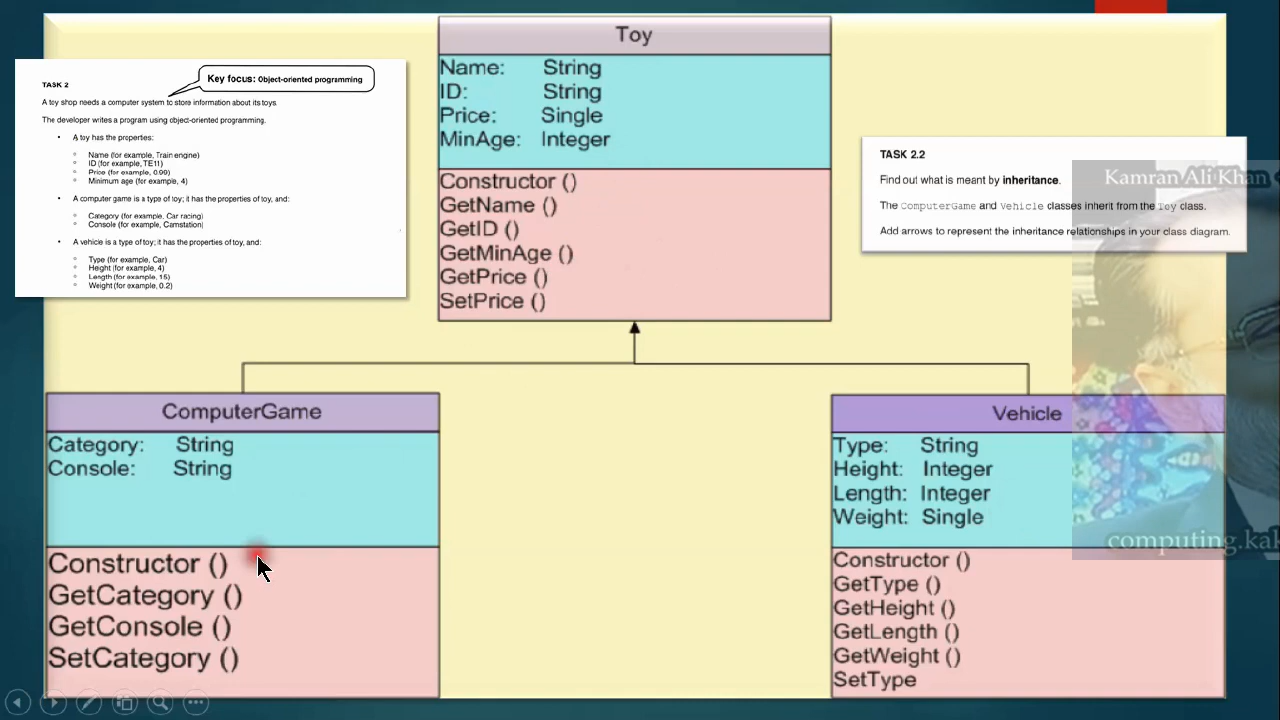 TASK 2
Key focus: Object-oriented programming
A toy shop needs a computer system to store information about its toys.
The developer writes a program using object-oriented programming.
• A toy has the properties:
Name (for example, Train engine)
ID (for example, TE11)
Price (for example, 0.99)
Minimum age (for example, 4)
• A computer game is a type of toy; it has the properties of toy, and:
Category (for example, Car racing)
Console (for example, Camstation)
• A vehicle is a type of toy; it has the properties of toy, and:
Type (for example, Car)
Height (for example, 4)
Length (for example, 15)
Weight (for example, 0.2)
Toy
Name: String
ID: String
Price: Single
MinAge: Integer
Constructor ()
GetName ()
GetID ()
GetMinAge ()
GetPrice ()
SetPrice ()
TASK 2.2
Find out what is meant by inheritance.
The ComputerGame and Vehicle classes inherit from the Toy class.
Add arrows to represent the inheritance relationships in your class diagram.
Kamran Ali Khan
ComputerGame
Category: String
Console: String
Constructor ()
GetCategory ()
GetConsole ()
SetCategory ()
Vehicle
Type: String
Height: Integer
Length: Integer
Weight: Single
Constructor ()
GetType ()
GetHeight ()
GetLength ()
GetWeight ()
SetType
computing.kak